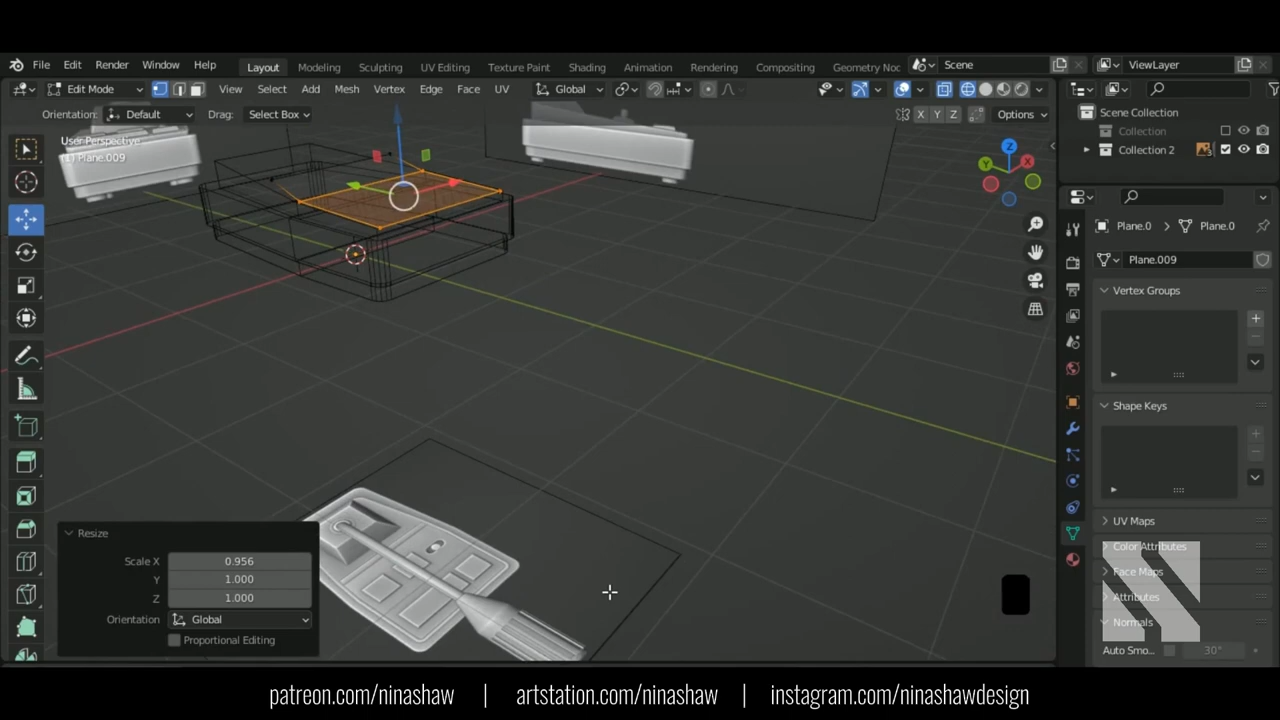 File Edit Render Window Help Layout Modeling Sculpting UV Editing Texture Paint Shading Animation Rendering Compositing Geometry Noc Scene ViewLayer
Edit Mode View Select Add Mesh Vertex Edge Face UV Global
Orientation: Default Drag: Select Box X Y Z Options
User Perspective
(1) Plane.009
Z
Y
X
Scene Collection
Collection
Collection 2
Plane.0 Plane.0
Plane.009
Vertex Groups
Shape Keys
UV Maps
Color Attributes
Face Maps
Attributes
Normals
Auto Smo... 30°
Resize
Scale X 0.956
Y 1.000
Z 1.000
Orientation Global
Proportional Editing
patreon.com/ninashaw | artstation.com/ninashaw | instagram.com/ninashawdesign